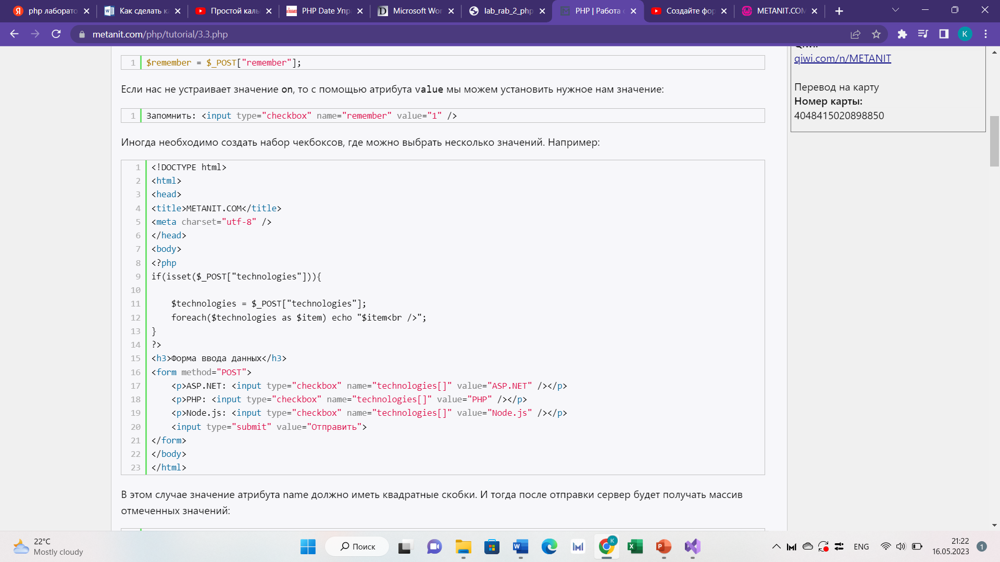 php лаборато
Как сделать к
Простой каль
PHP Date Упр
Microsoft Wor
lab_rab_2_php
PHP | Работа с
Создайте фор
METANIT.COM
metanit.com/php/tutorial/3.3.php
K
1 $remember = $_POST["remember"];
Если нас не устраивает значение on, то с помощью атрибута value мы можем установить нужное нам значение:
1 Запомнить: <input type="checkbox" name="remember" value="1" />
Иногда необходимо создать набор чекбоксов, где можно выбрать несколько значений. Например:
1 <!DOCTYPE html>
2 <html>
3 <head>
4 <title>METANIT.COM</title>
5 <meta charset="utf-8" />
6 </head>
7 <body>
8 <?php
9 if(isset($_POST["technologies"])){
10
11     $technologies = $_POST["technologies"];
12     foreach($technologies as $item) echo "$item<br />";
13 }
14 ?>
15 <h3>Форма ввода данных</h3>
16 <form method="POST">
17     <p>ASP.NET: <input type="checkbox" name="technologies[]" value="ASP.NET" /></p>
18     <p>PHP: <input type="checkbox" name="technologies[]" value="PHP" /></p>
19     <p>Node.js: <input type="checkbox" name="technologies[]" value="Node.js" /></p>
20     <input type="submit" value="Отправить">
21 </form>
22 </body>
23 </html>
В этом случае значение атрибута name должно иметь квадратные скобки. И тогда после отправки сервер будет получать массив
отмеченных значений:
Qiwi:
qiwi.com/n/METANIT
Перевод на карту
Номер карты:
4048415020898850
22°C
Mostly cloudy
Поиск
ENG
21:22
16.05.2023
1